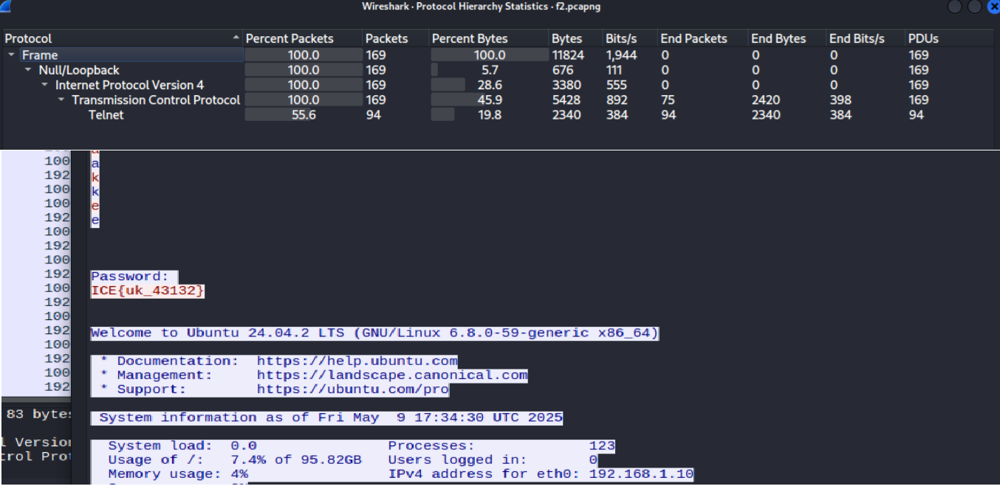 Wireshark · Protocol Hierarchy Statistics · f2.pcapng
Protocol Percent Packets Packets Percent Bytes Bytes Bits/s End Packets End Bytes End Bits/s PDUs
Frame 100.0 169 100.0 11824 1,944 0 0 0 169
Null/Loopback 100.0 169 5.7 676 111 0 0 0 169
Internet Protocol Version 4 100.0 169 28.6 3380 555 0 0 0 169
Transmission Control Protocol 100.0 169 45.9 5428 892 75 2420 398 169
Telnet 55.6 94 19.8 2340 384 94 2340 384 94
100
192
100
100
192
100
192
100
192
100
192
100
192
100
192
100
192
a
k
k
e
e
Password:
ICE{uk_43132}
Welcome to Ubuntu 24.04.2 LTS (GNU/Linux 6.8.0-59-generic x86_64)
* Documentation: https://help.ubuntu.com
* Management: https://landscape.canonical.com
* Support: https://ubuntu.com/pro
System information as of Fri May 9 17:34:30 UTC 2025
System load: 0.0 Processes: 123
Usage of /: 7.4% of 95.82GB Users logged in: 0
Memory usage: 4% IPv4 address for eth0: 192.168.1.10
83 byte
l Version
trol Prot